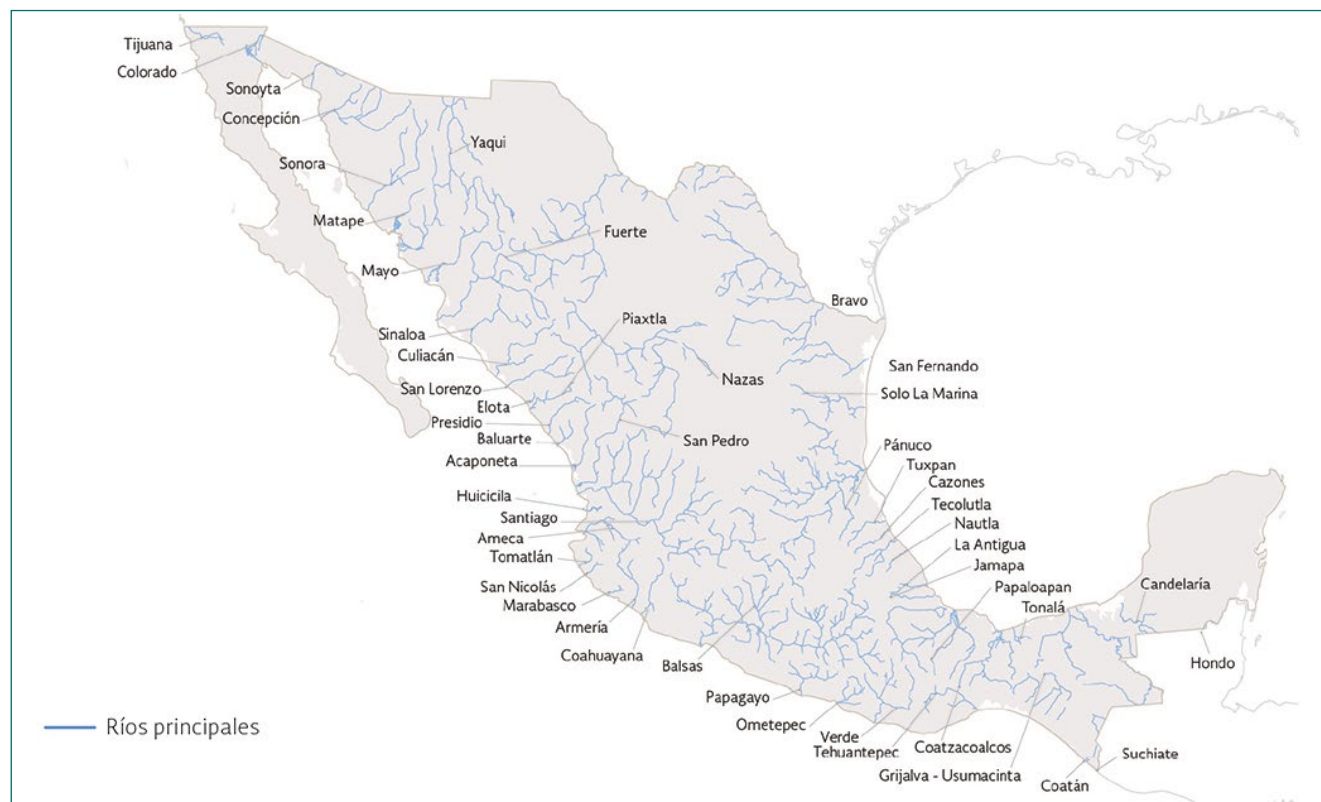 Tijuana
Colorado
Sonoyta
Concepción
Yaqui
Sonora
Matape
Fuerte
Mayo
Bravo
Piaxtla
Sinaloa
Culiacán
San Fernando
Nazas
San Lorenzo
Solo La Marina
Elota
Presidio
San Pedro
Baluarte
Pánuco
Acaponeta
Tuxpan
Cazones
Huicicila
Tecolutla
Santiago
Nautla
Ameca
La Antigua
Tomatlán
Jamapa
San Nicolás
Papaloapan
Candelaría
Marabasco
Tonalá
Armería
Coahuayana
Balsas
Hondo
Papagayo
Ometepec
Ríos principales
Verde
Tehuantepec
Coatzacoalcos
Suchiate
Grijalva - Usumacinta
Coatán